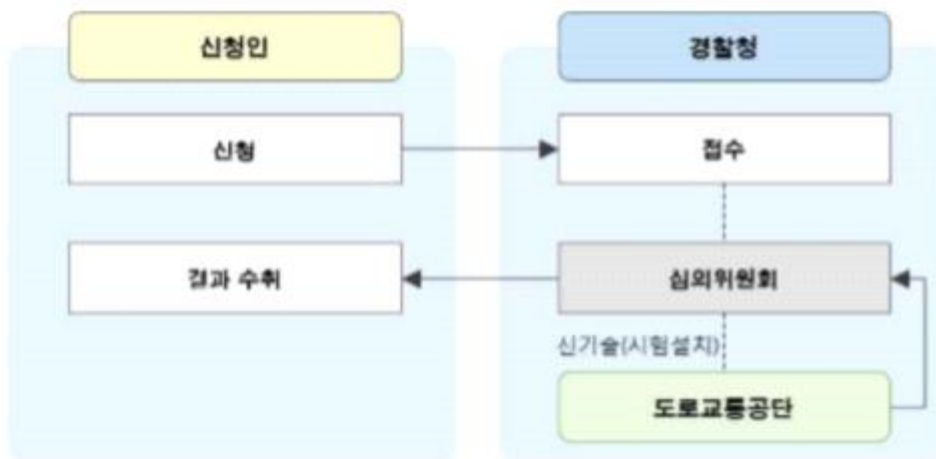 신청인
경찰청
신청
접수
결과 수취
심의위원회
신기술(시험설치)
도로교통공단